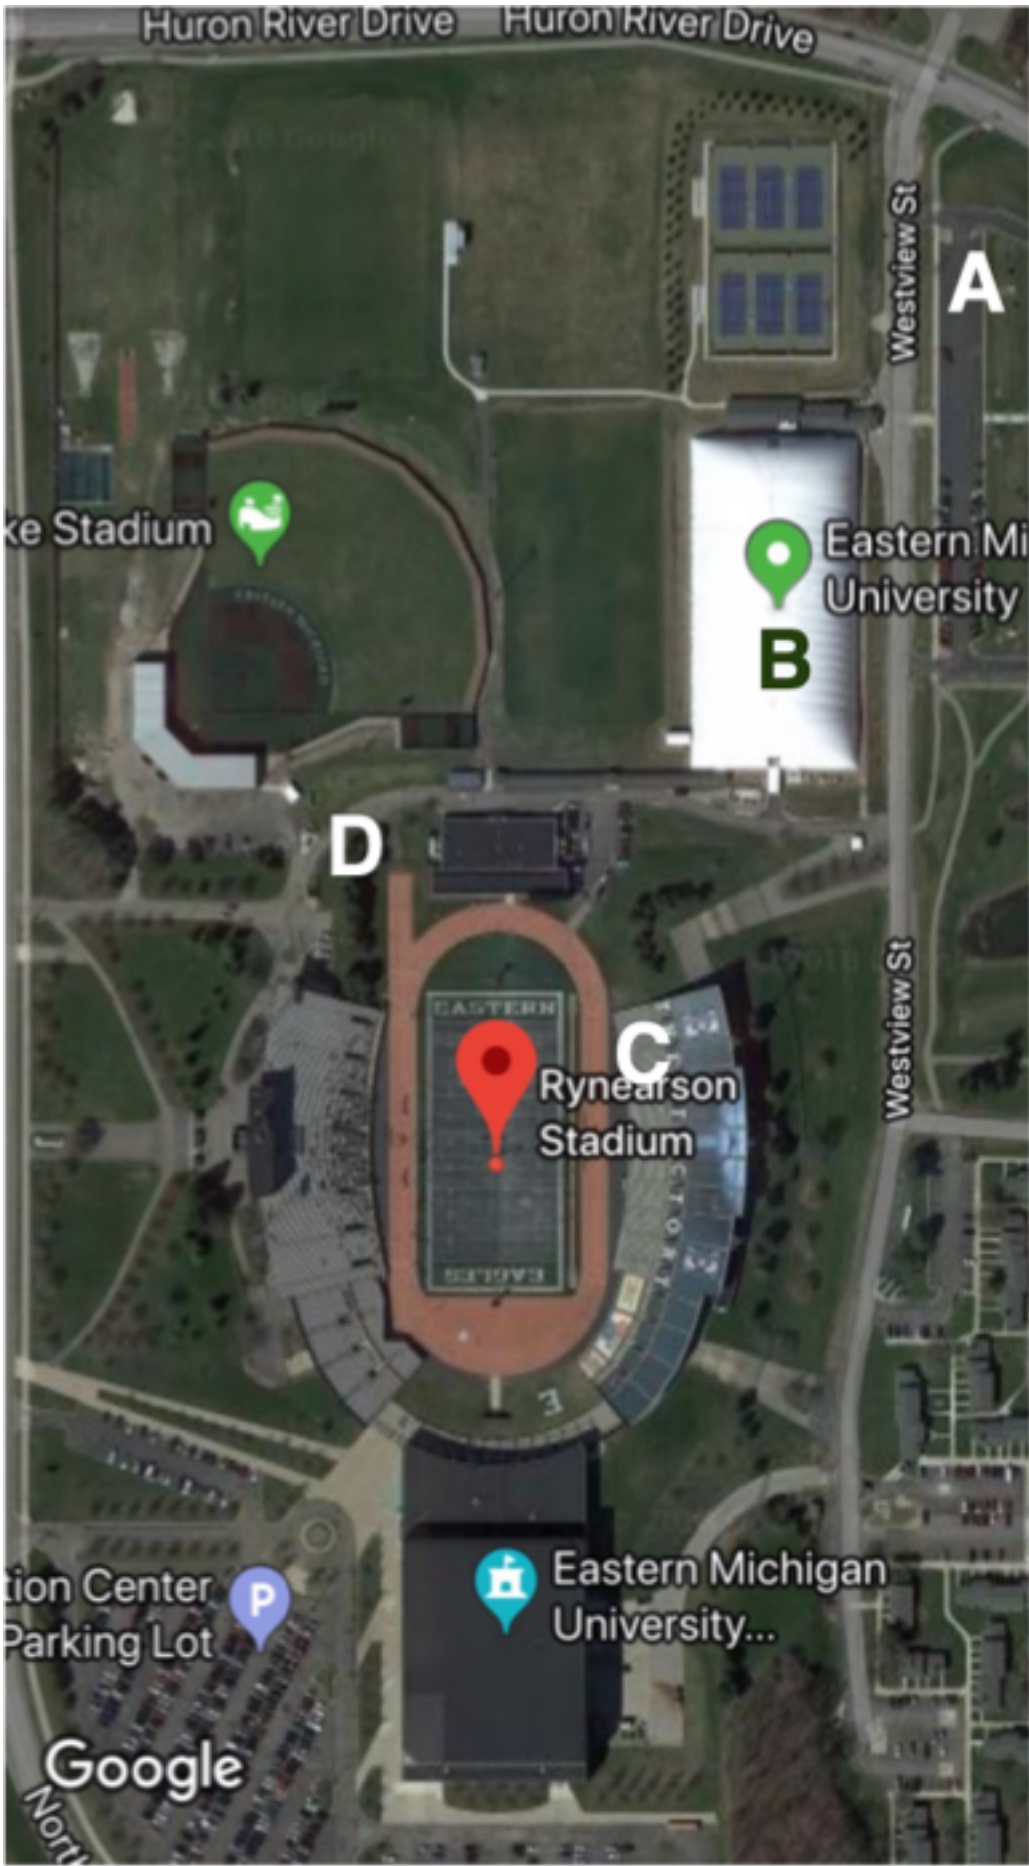 Huron River Drive
Huron River Drive
Westview St
A
ke Stadium
Eastern Mi
University
B
D
Westview St
EASTERN
C
Rynearson
Stadium
EAGLES
E
Eastern Michigan
University...
tion Center
Parking Lot
P
Google
North